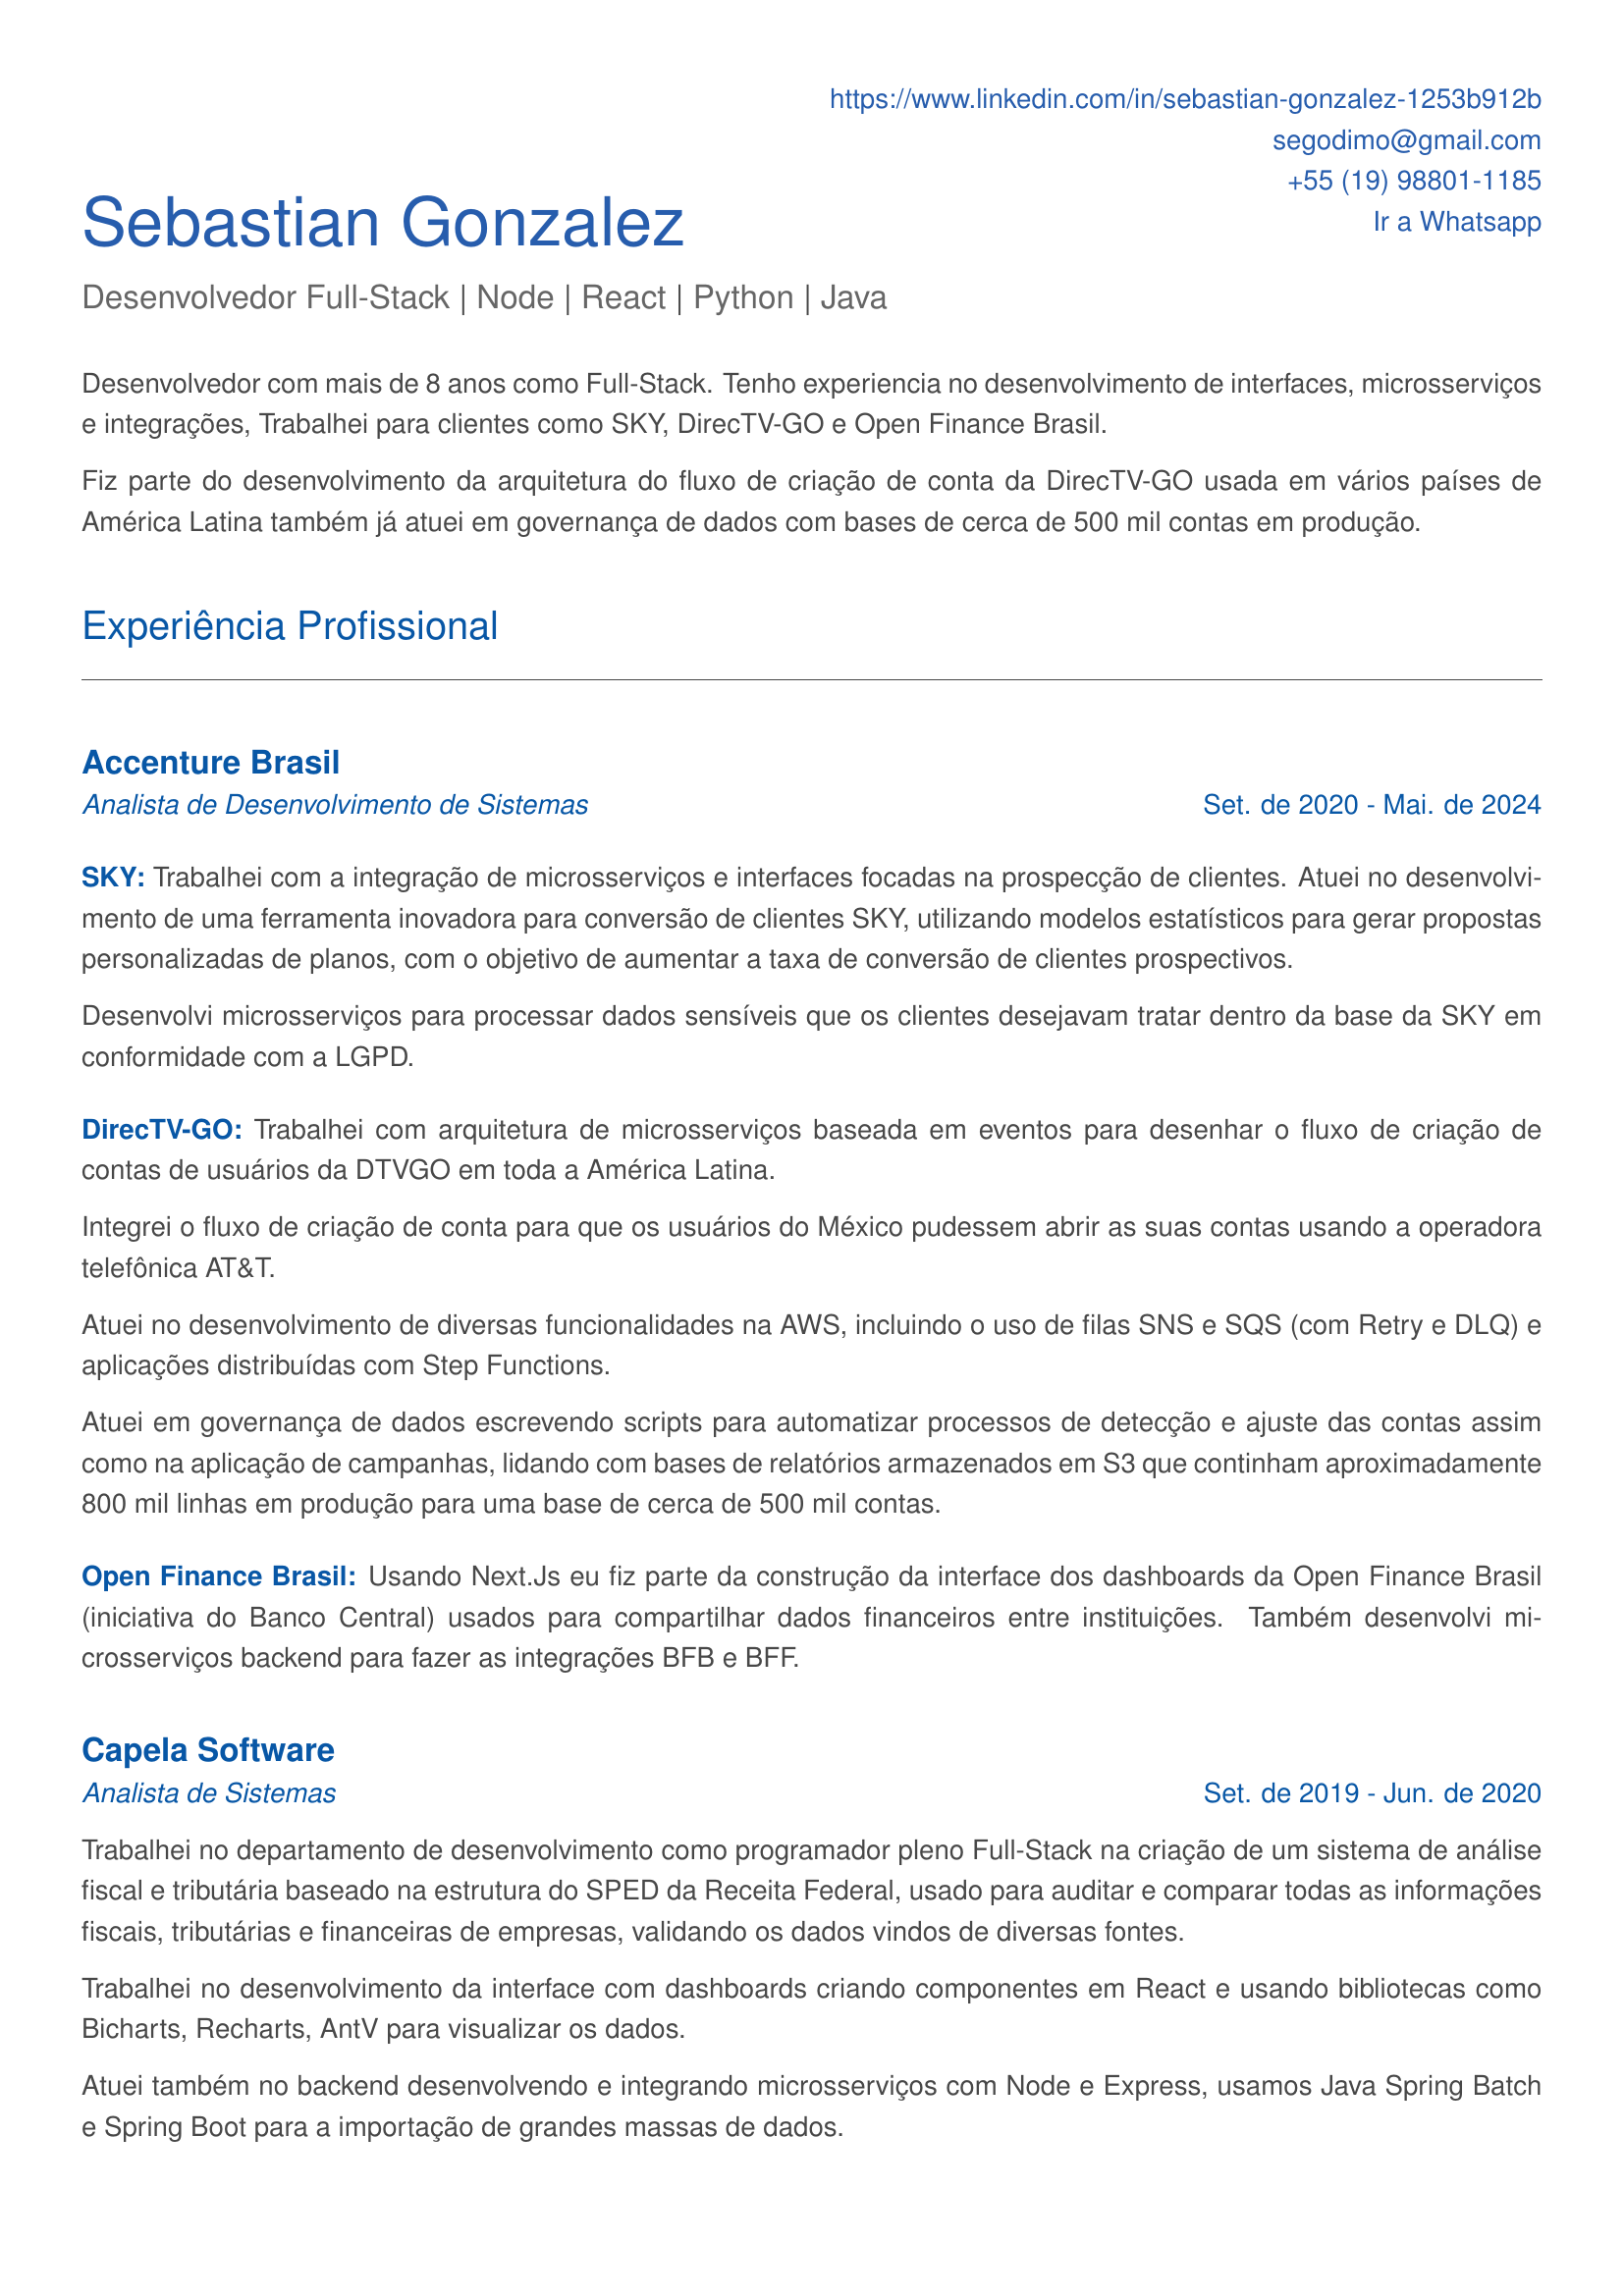 https://www.linkedin.com/in/sebastian-gonzalez-1253b912b
segodimo@gmail.com
+55 (19) 98801-1185
Ir a Whatsapp
Sebastian Gonzalez
Desenvolvedor Full-Stack | Node | React | Python | Java
Desenvolvedor com mais de 8 anos como Full-Stack. Tenho experiencia no desenvolvimento de interfaces, microsserviços
e integrações, Trabalhei para clientes como SKY, DirecTV-GO e Open Finance Brasil.
Fiz parte do desenvolvimento da arquitetura do fluxo de criação de conta da DirecTV-GO usada em vários países de
América Latina também já atuei em governança de dados com bases de cerca de 500 mil contas em produção.
Experiência Profissional
Accenture Brasil
Analista de Desenvolvimento de Sistemas Set. de 2020 - Mai. de 2024
SKY: Trabalhei com a integração de microsserviços e interfaces focadas na prospecção de clientes. Atuei no desenvolvi-
mento de uma ferramenta inovadora para conversão de clientes SKY, utilizando modelos estatísticos para gerar propostas
personalizadas de planos, com o objetivo de aumentar a taxa de conversão de clientes prospectivos.
Desenvolvi microsserviços para processar dados sensíveis que os clientes desejavam tratar dentro da base da SKY em
conformidade com a LGPD.
DirecTV-GO: Trabalhei com arquitetura de microsserviços baseada em eventos para desenhar o fluxo de criação de
contas de usuários da DTVGO em toda a América Latina.
Integrei o fluxo de criação de conta para que os usuários do México pudessem abrir as suas contas usando a operadora
telefônica AT&T.
Atuei no desenvolvimento de diversas funcionalidades na AWS, incluindo o uso de filas SNS e SQS (com Retry e DLQ) e
aplicações distribuídas com Step Functions.
Atuei em governança de dados escrevendo scripts para automatizar processos de detecção e ajuste das contas assim
como na aplicação de campanhas, lidando com bases de relatórios armazenados em S3 que continham aproximadamente
800 mil linhas em produção para uma base de cerca de 500 mil contas.
Open Finance Brasil: Usando Next.Js eu fiz parte da construção da interface dos dashboards da Open Finance Brasil
(iniciativa do Banco Central) usados para compartilhar dados financeiros entre instituições. Também desenvolvi mi-
crosserviços backend para fazer as integrações BFB e BFF.
Capela Software
Analista de Sistemas Set. de 2019 - Jun. de 2020
Trabalhei no departamento de desenvolvimento como programador pleno Full-Stack na criação de um sistema de análise
fiscal e tributária baseado na estrutura do SPED da Receita Federal, usado para auditar e comparar todas as informações
fiscais, tributárias e financeiras de empresas, validando os dados vindos de diversas fontes.
Trabalhei no desenvolvimento da interface com dashboards criando componentes em React e usando bibliotecas como
Bicharts, Recharts, AntV para visualizar os dados.
Atuei também no backend desenvolvendo e integrando microsserviços com Node e Express, usamos Java Spring Batch
e Spring Boot para a importação de grandes massas de dados.